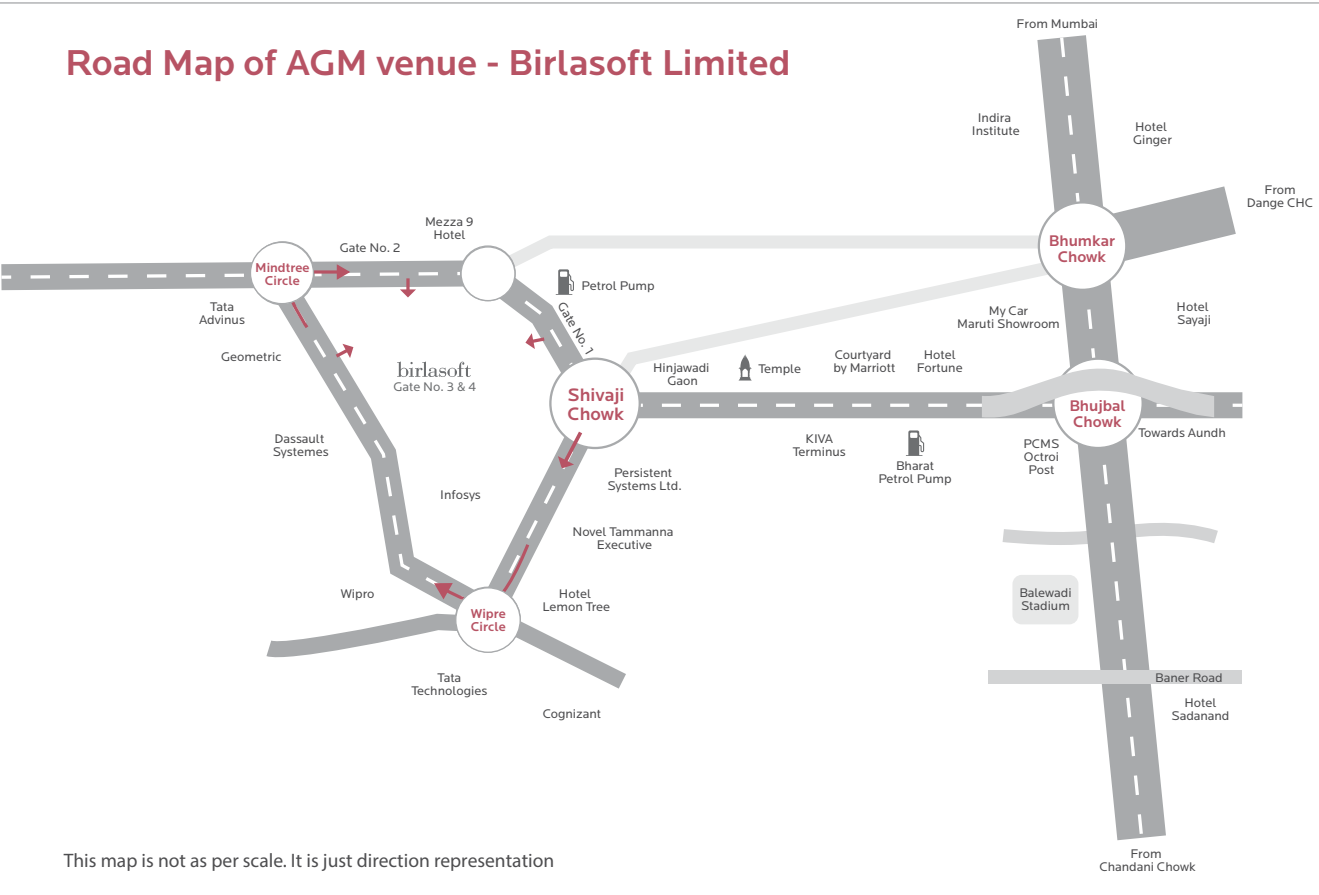 From Mumbai
Road Map of AGM venue - Birlasoft Limited
Indira
Institute
Hotel
Ginger
From
Dange CHC
Mezza 9
Hotel
Gate No. 2
Bhumkar
Chowk
Mindtree
Circle
Petrol Pump
Tata
Advinus
Gate No. 1
My Car
Maruti Showroom
Hotel
Sayaji
Geometric
birlasoft
Gate No. 3 & 4
Hinjawadi
Gaon
Temple
Courtyard
by Marriott
Hotel
Fortune
Shivaji
Chowk
Bhujbal
Chowk
Towards Aundh
Dassault
Systemes
KIVA
Terminus
Bharat
Petrol Pump
PCMS
Octroi
Post
Persistent
Systems Ltd.
Infosys
Novel Tammanna
Executive
Wipro
Hotel
Lemon Tree
Balewadi
Stadium
Wipre
Circle
Tata
Technologies
Baner Road
Cognizant
Hotel
Sadanand
This map is not as per scale. It is just direction representation
From
Chandani Chowk